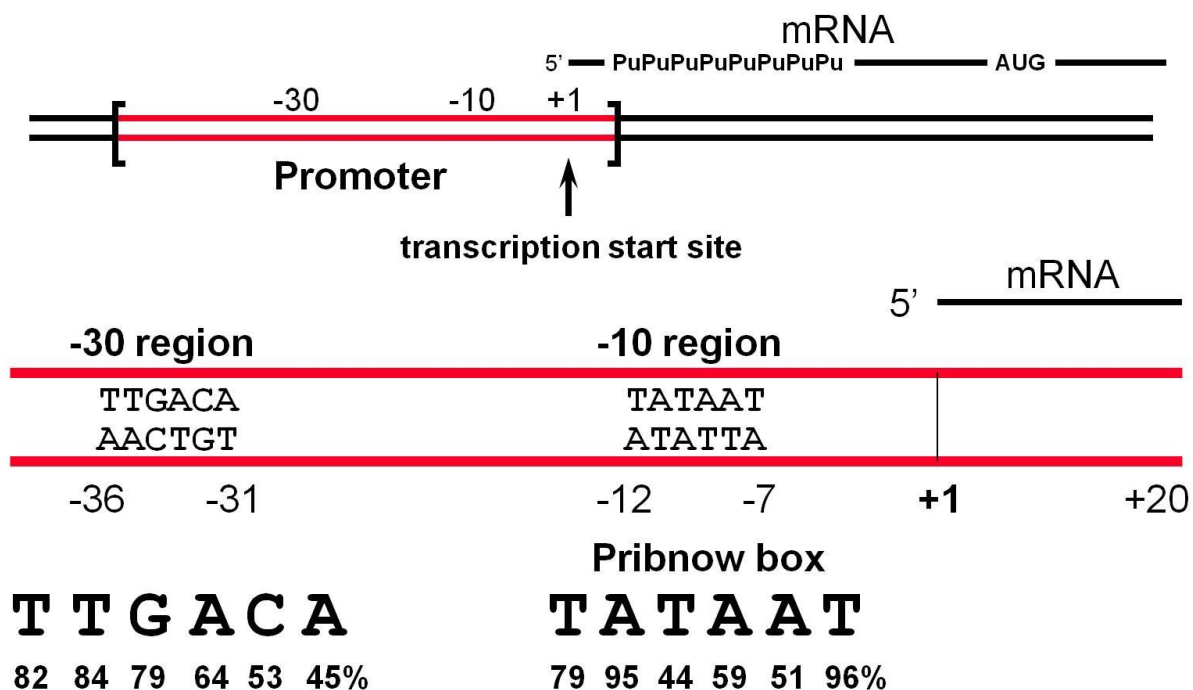 mRNA
5’ PuPuPuPuPuPuPuPu AUG
-30 -10 +1
Promoter
transcription start site
mRNA
5’
-30 region -10 region
TTGACA TATAAT
AACTGT ATATTA
-36 -31 -12 -7 +1 +20
Pribnow box
T T G A C A T A T A A T
82 84 79 64 53 45% 79 95 44 59 51 96%